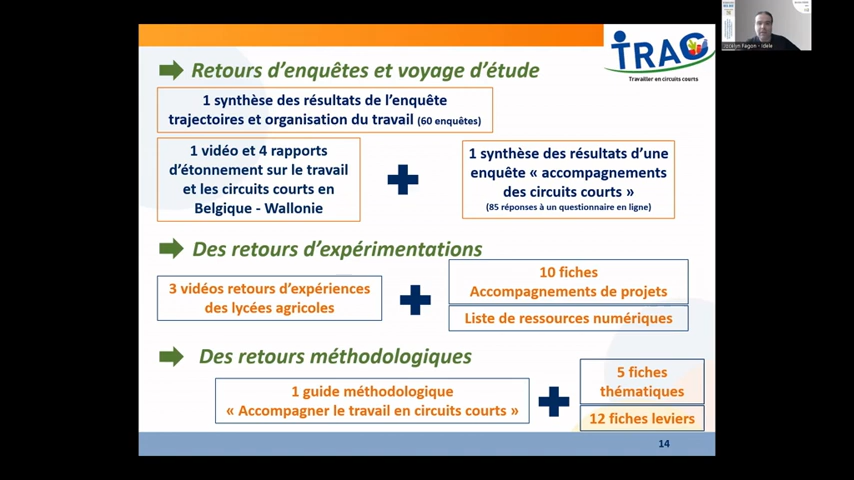 TRAC
Travailler en circuits courts
Jocelyn Fagon - Idele
Retours d'enquêtes et voyage d'étude
1 synthèse des résultats de l'enquête
trajectoires et organisation du travail (60 enquêtes)
1 vidéo et 4 rapports
d'étonnement sur le travail
et les circuits courts en
Belgique - Wallonie
1 synthèse des résultats d'une
enquête « accompagnements
des circuits courts »
(85 réponses à un questionnaire en ligne)
Des retours d'expérimentations
3 vidéos retours d'expériences
des lycées agricoles
10 fiches
Accompagnements de projets
Liste de ressources numériques
Des retours méthodologiques
1 guide méthodologique
« Accompagner le travail en circuits courts »
5 fiches
thématiques
12 fiches leviers
14